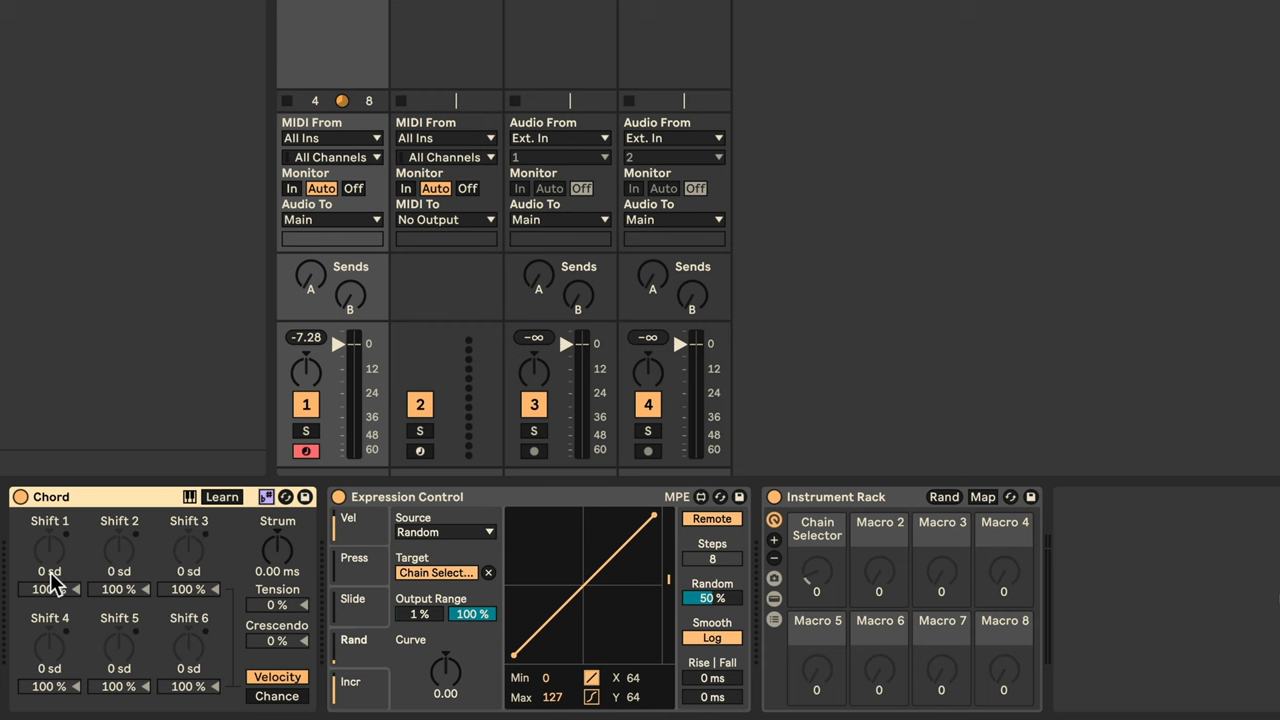 4 8
MIDI From MIDI From Audio From Audio From
All Ins All Ins Ext. In Ext. In
All Channels All Channels 1 2
Monitor Monitor Monitor Monitor
In Auto Off In Auto Off In Auto Off In Auto Off
Audio To MIDI To Audio To Audio To
Main No Output Main Main
Sends Sends Sends
A A A
B B B
-7.28 0 -∞ 0 -∞ 0
12 12 12
24 24 24
1 2 3 4
36 36 36
S S S S
48 48 48
60 60 60
Chord Learn
Shift 1 Shift 2 Shift 3 Strum
0 sd 0 sd 0 sd 0.00 ms
100 % 100 % 100 % Tension
0 %
Shift 4 Shift 5 Shift 6 Crescendo
0 %
0 sd 0 sd 0 sd Velocity
100 % 100 % 100 % Chance
Expression Control MPE
Vel Source Remote
Random
Press Target Steps
Chain Select... 8
Slide Output Range Random
1 % 100 % 50 %
Rand Curve Smooth
Log
Incr Rise | Fall
0.00 Min 0 X 64 0 ms
Max 127 Y 64 0 ms
Instrument Rack Rand Map
Chain Selector Macro 2 Macro 3 Macro 4
0 0 0 0
Macro 5 Macro 6 Macro 7 Macro 8
0 0 0 0